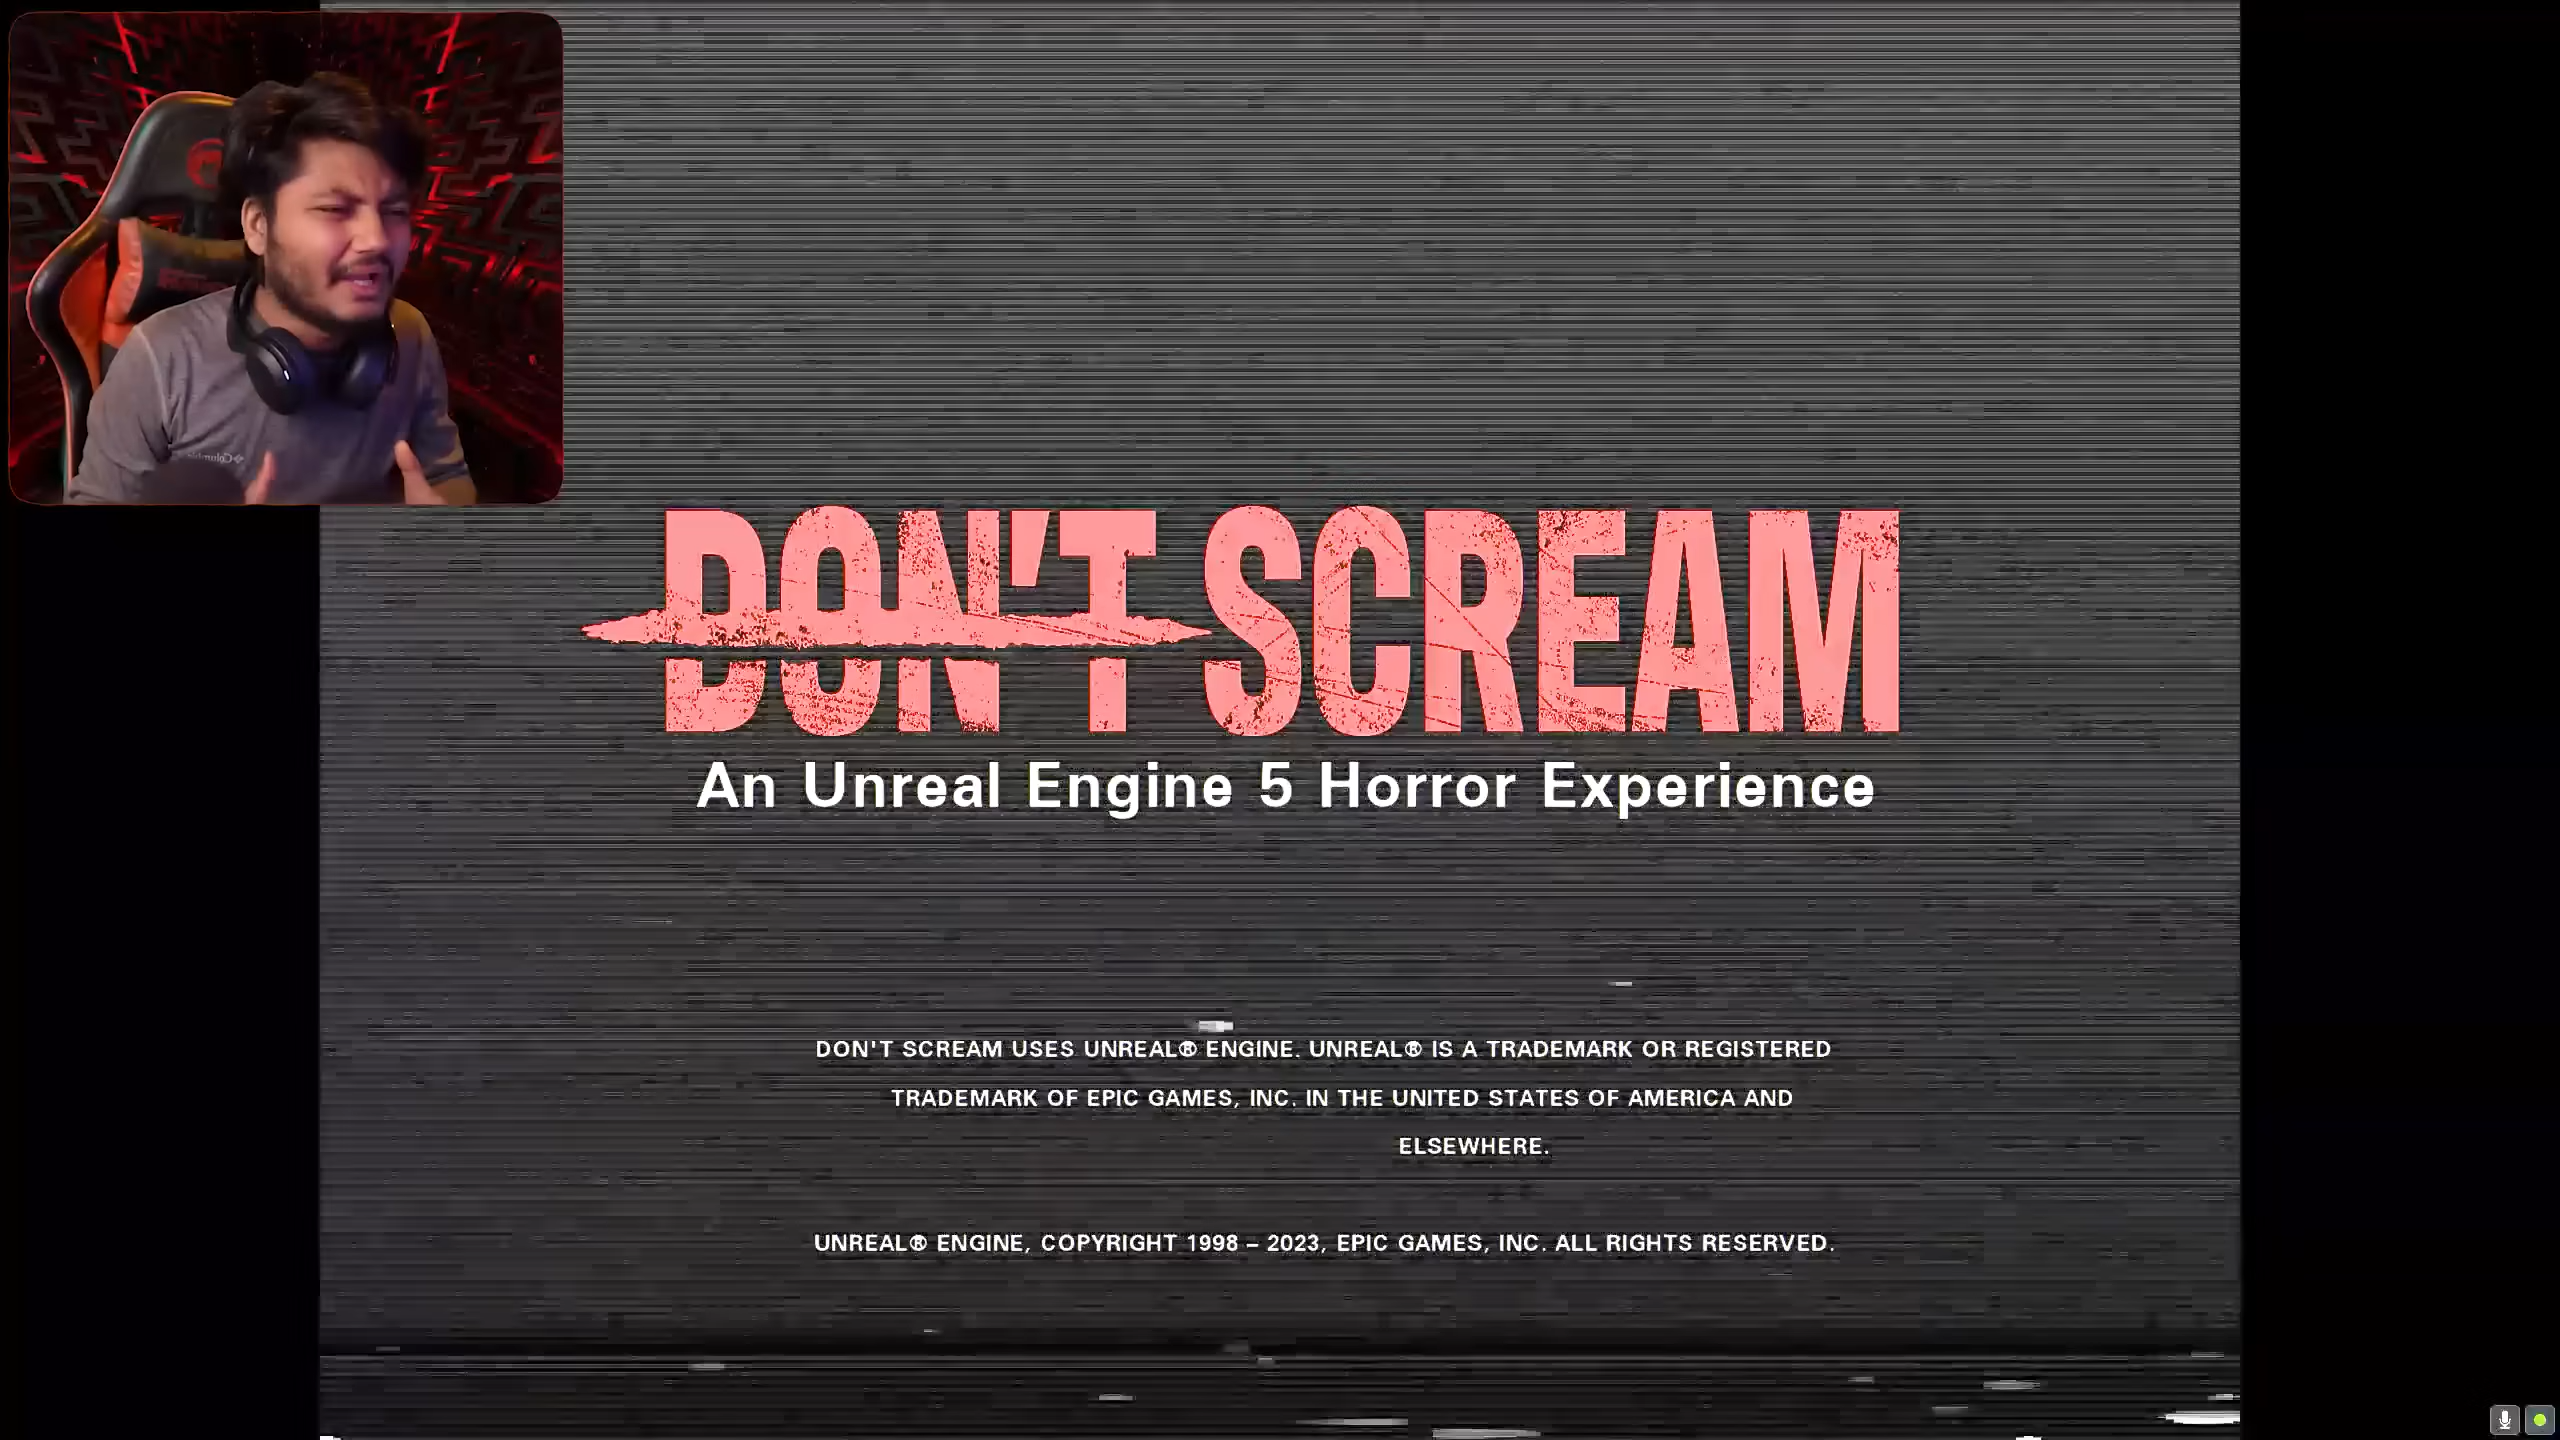 DON'T SCREAM
An Unreal Engine 5 Horror Experience
DON'T SCREAM USES UNREAL® ENGINE. UNREAL® IS A TRADEMARK OR REGISTERED
TRADEMARK OF EPIC GAMES, INC. IN THE UNITED STATES OF AMERICA AND
ELSEWHERE.
UNREAL® ENGINE, COPYRIGHT 1998 – 2023, EPIC GAMES, INC. ALL RIGHTS RESERVED.
Columbia